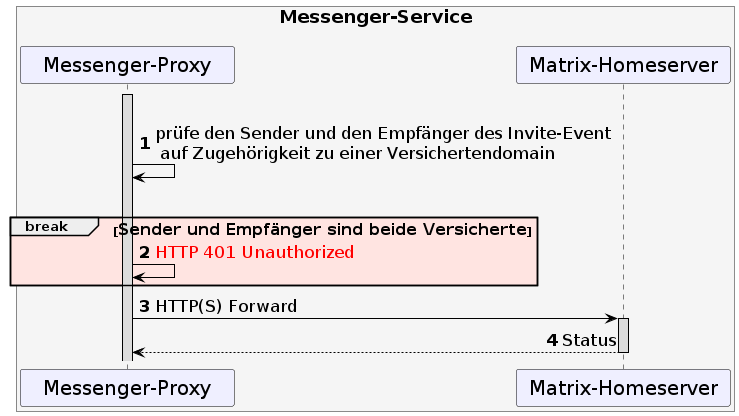 Messenger-Service
Messenger-Proxy
Matrix-Homeserver
1 prüfe den Sender und den Empfänger des Invite-Event
auf Zugehörigkeit zu einer Versichertendomain
break
[Sender und Empfänger sind beide Versicherte]
2 HTTP 401 Unauthorized
3 HTTP(S) Forward
4 Status
Messenger-Proxy
Matrix-Homeserver